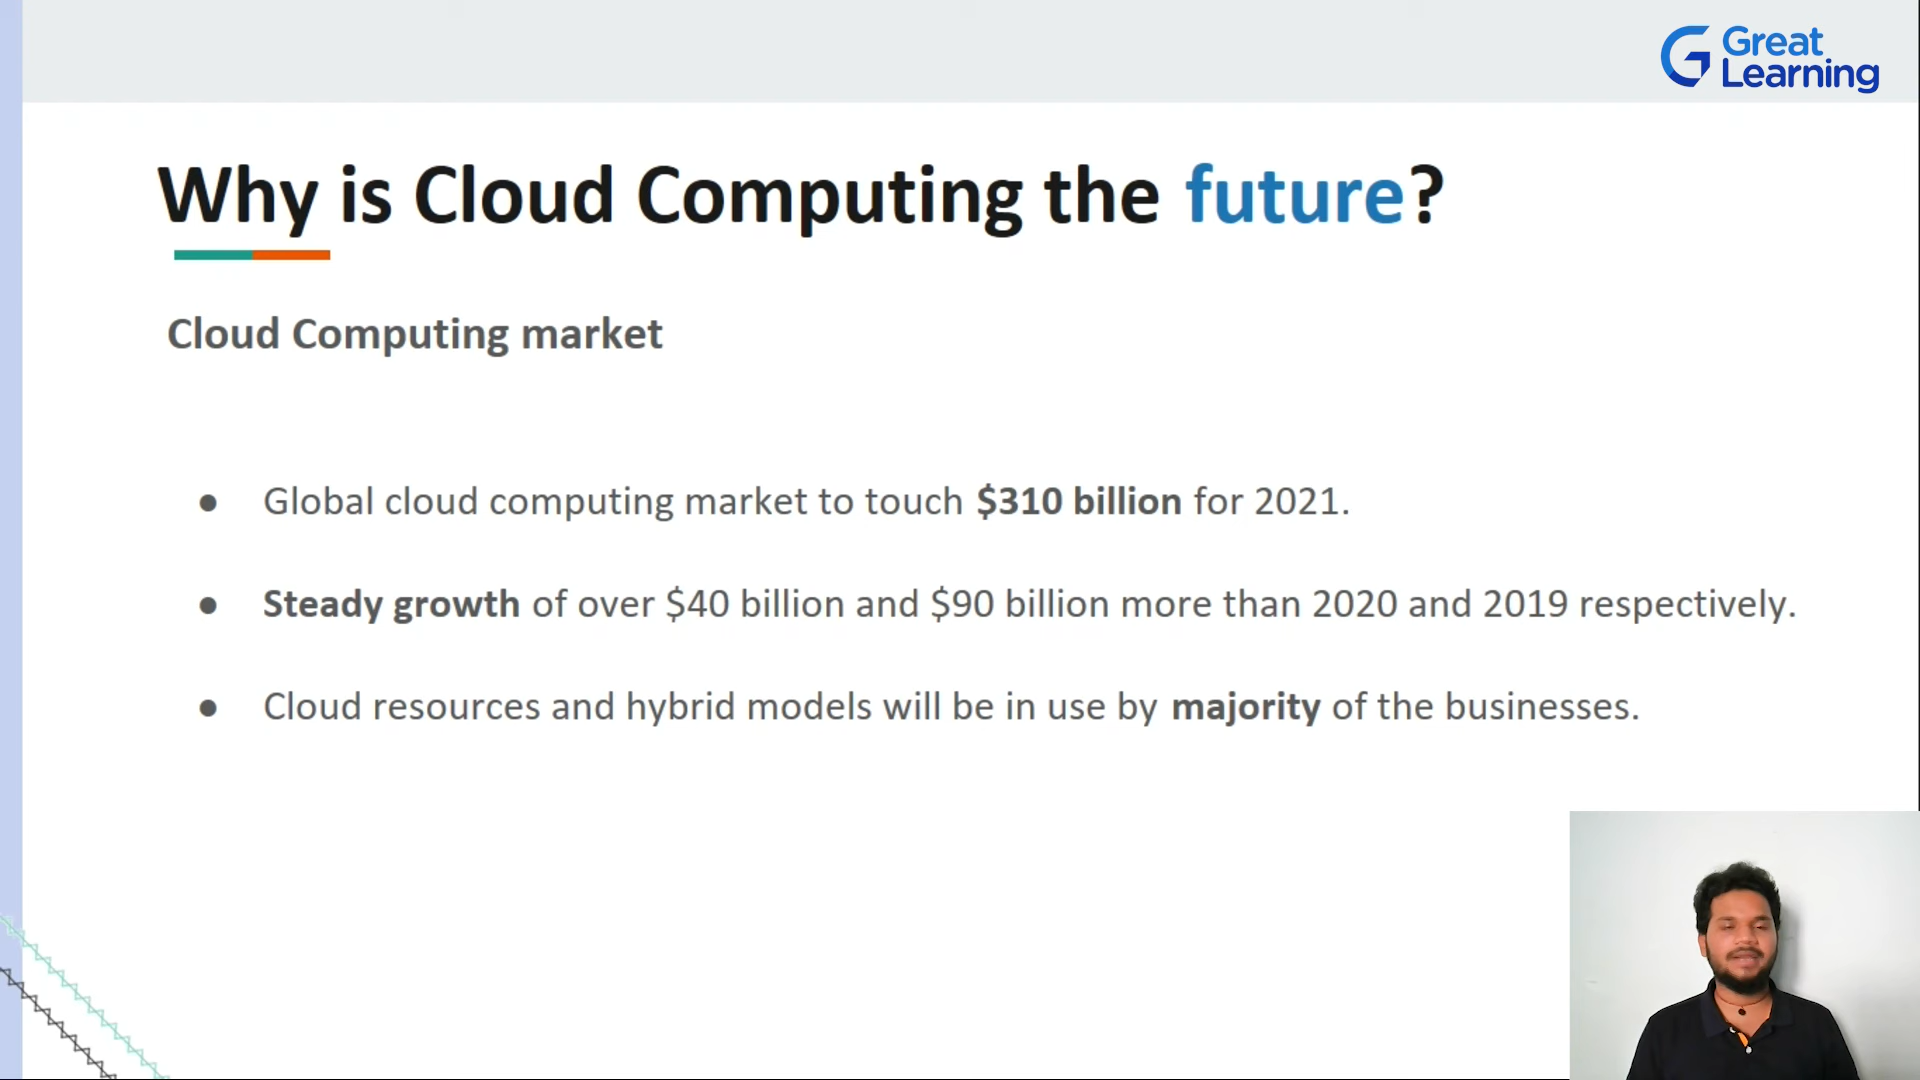 Great
Learning
Why is Cloud Computing the future?
Cloud Computing market
● Global cloud computing market to touch $310 billion for 2021.
● Steady growth of over $40 billion and $90 billion more than 2020 and 2019 respectively.
● Cloud resources and hybrid models will be in use by majority of the businesses.